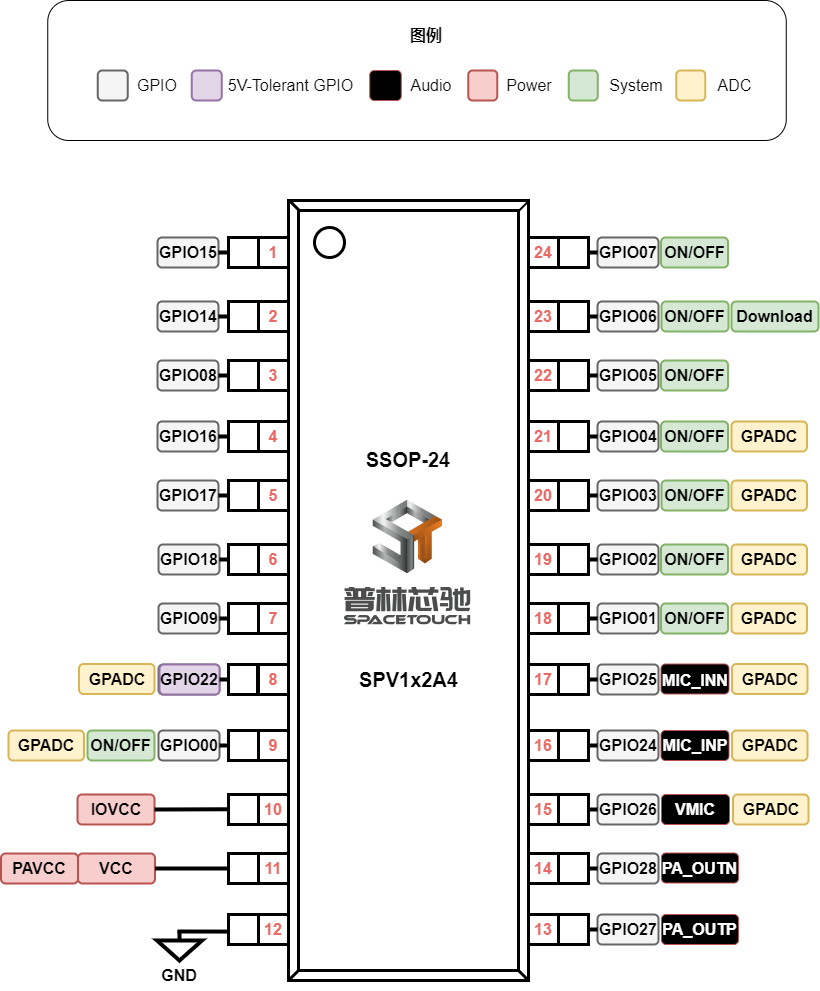 图例
GPIO 5V-Tolerant GPIO Audio Power System ADC
GPIO15 1 24 GPIO07 ON/OFF
GPIO14 2 23 GPIO06 ON/OFF Download
GPIO08 3 22 GPIO05 ON/OFF
GPIO16 4 21 GPIO04 ON/OFF GPADC
SSOP-24
GPIO17 5 20 GPIO03 ON/OFF GPADC
GPIO18 6 19 GPIO02 ON/OFF GPADC
普林芯驰
SPACETOUCH
GPIO09 7 18 GPIO01 ON/OFF GPADC
GPADC GPIO22 8 SPV1x2A4 17 GPIO25 MIC_INN GPADC
GPADC ON/OFF GPIO00 9 16 GPIO24 MIC_INP GPADC
IOVCC 10 15 GPIO26 VMIC GPADC
PAVCC VCC 11 14 GPIO28 PA_OUTN
12 13 GPIO27 PA_OUTP
GND